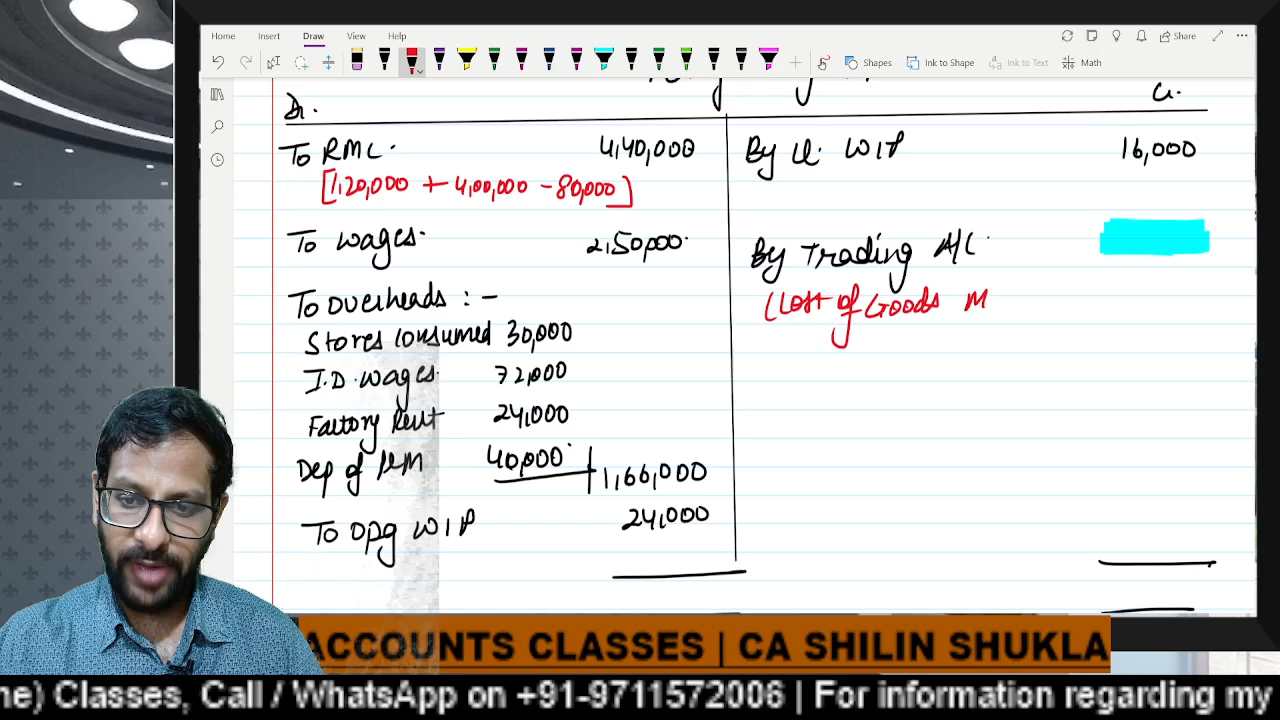 Home Insert Draw View Help
Share
Shapes Ink to Shape Ink to Text Math
Dr. Cr.
To RMC. 4,40,000 By Cl. WIP 16,000
[1,20,000 + 4,00,000 - 80,000]
To wages. 2,50,000. By Trading A/C
(Cost of Goods M
To overheads : -
Stores Consumed 30,000
I.D. wages. 72,000
Factory Rent 24,000
Dep of P&M 40,000 1,66,000
To Opg WIP 24,000
ACCOUNTS CLASSES | CA SHILIN SHUKLA
ne) Classes, Call / WhatsApp on +91-9711572006 | For information regarding my